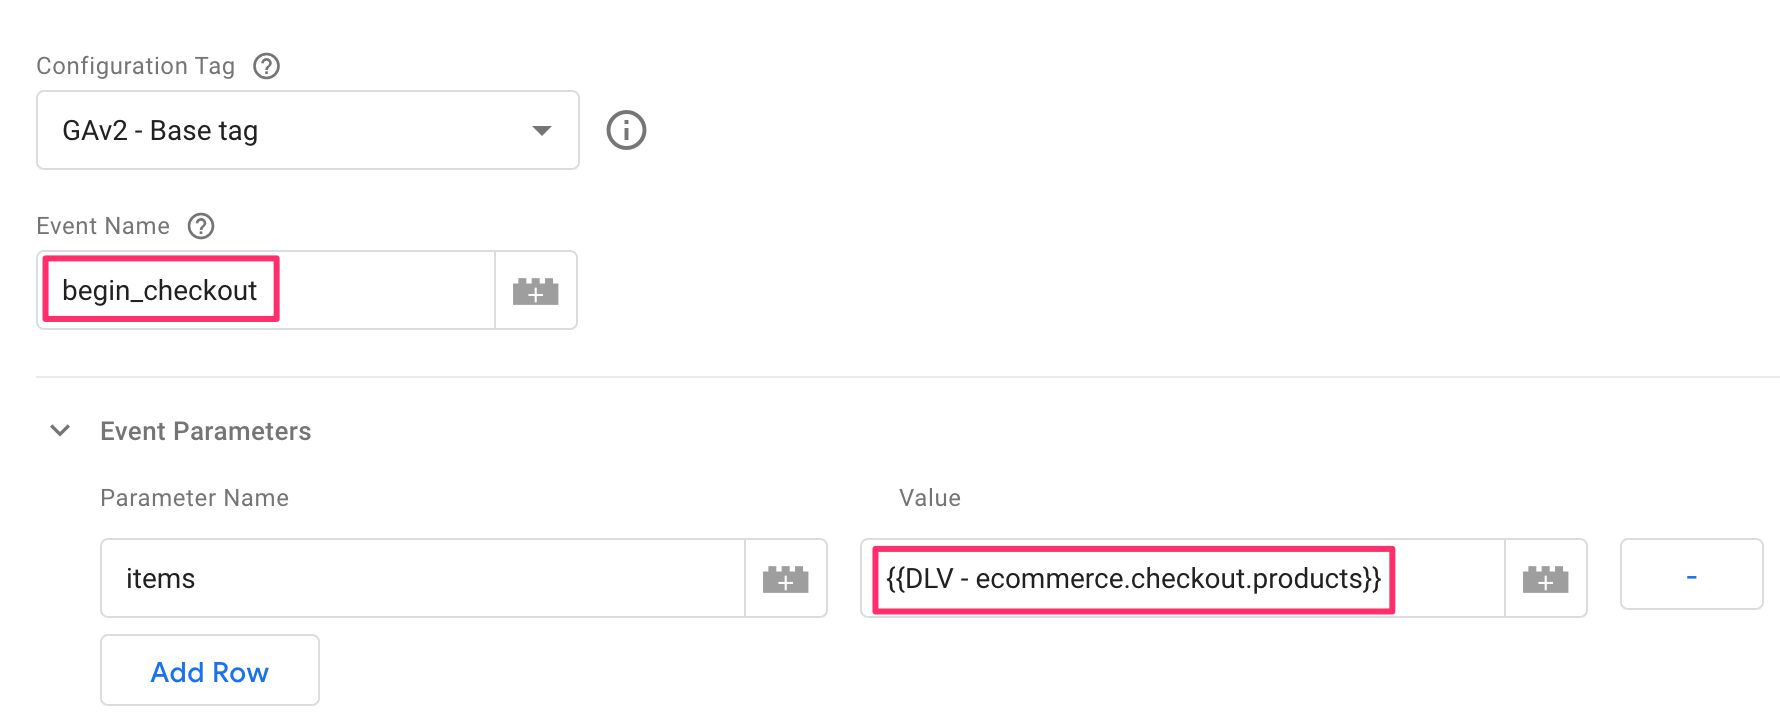 Configuration Tag
GAv2 - Base tag
Event Name
begin_checkout
Event Parameters
Parameter Name
Value
items
{{DLV - ecommerce.checkout.products}}
-
Add Row